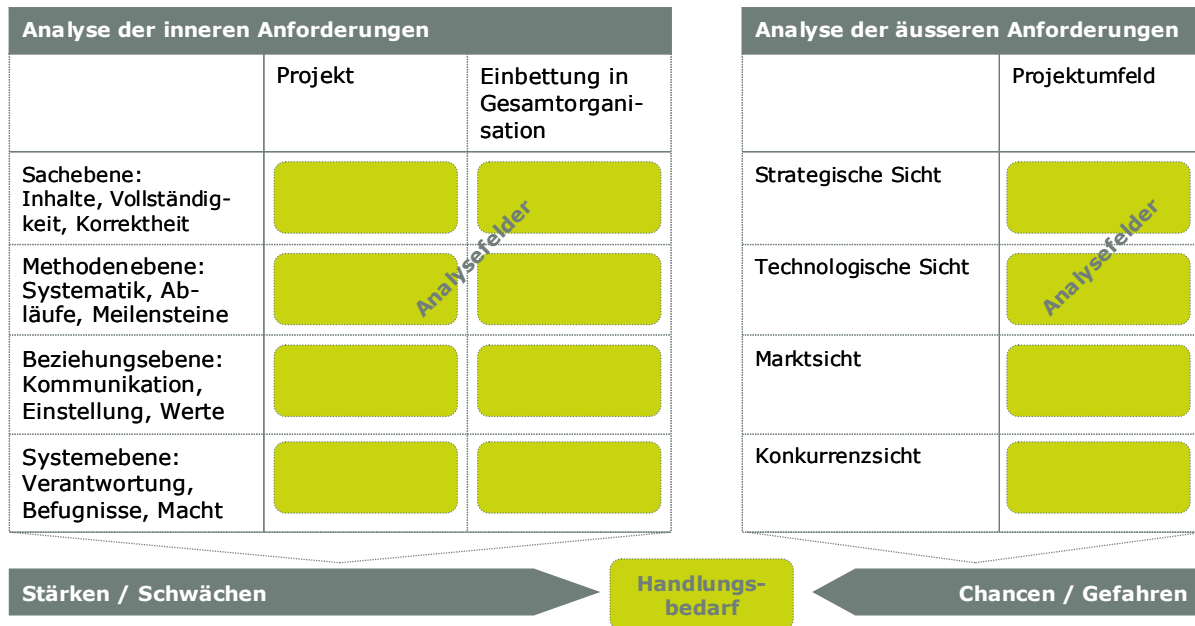 Analyse der inneren Anforderungen
Projekt
Einbettung in
Gesamtorgani-
sation
Sachebene:
Inhalte, Vollständig-
keit, Korrektheit
Methodenebene:
Systematik, Ab-
läufe, Meilensteine
Beziehungsebene:
Kommunikation,
Einstellung, Werte
Systemebene:
Verantwortung,
Befugnisse, Macht
Analysefelder
Analyse der äusseren Anforderungen
Projektumfeld
Strategische Sicht
Technologische Sicht
Marktsicht
Konkurrenzsicht
Analysefelder
Stärken / Schwächen
Handlungs-
bedarf
Chancen / Gefahren